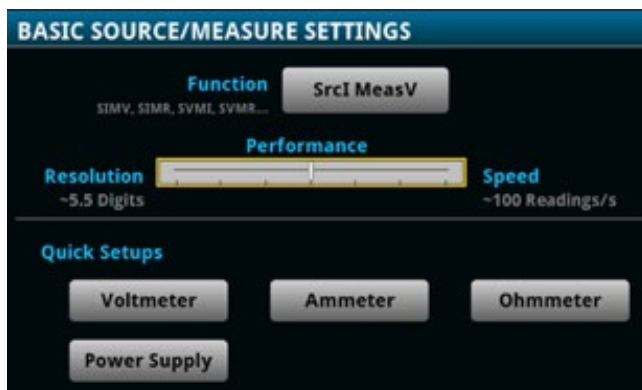 BASIC SOURCE/MEASURE SETTINGS
Function
SrcI MeasV
SIMV, SIMR, SVMI, SVMR...
Performance
Resolution
Speed
~5.5 Digits
~100 Readings/s
Quick Setups
Voltmeter
Ammeter
Ohmmeter
Power Supply